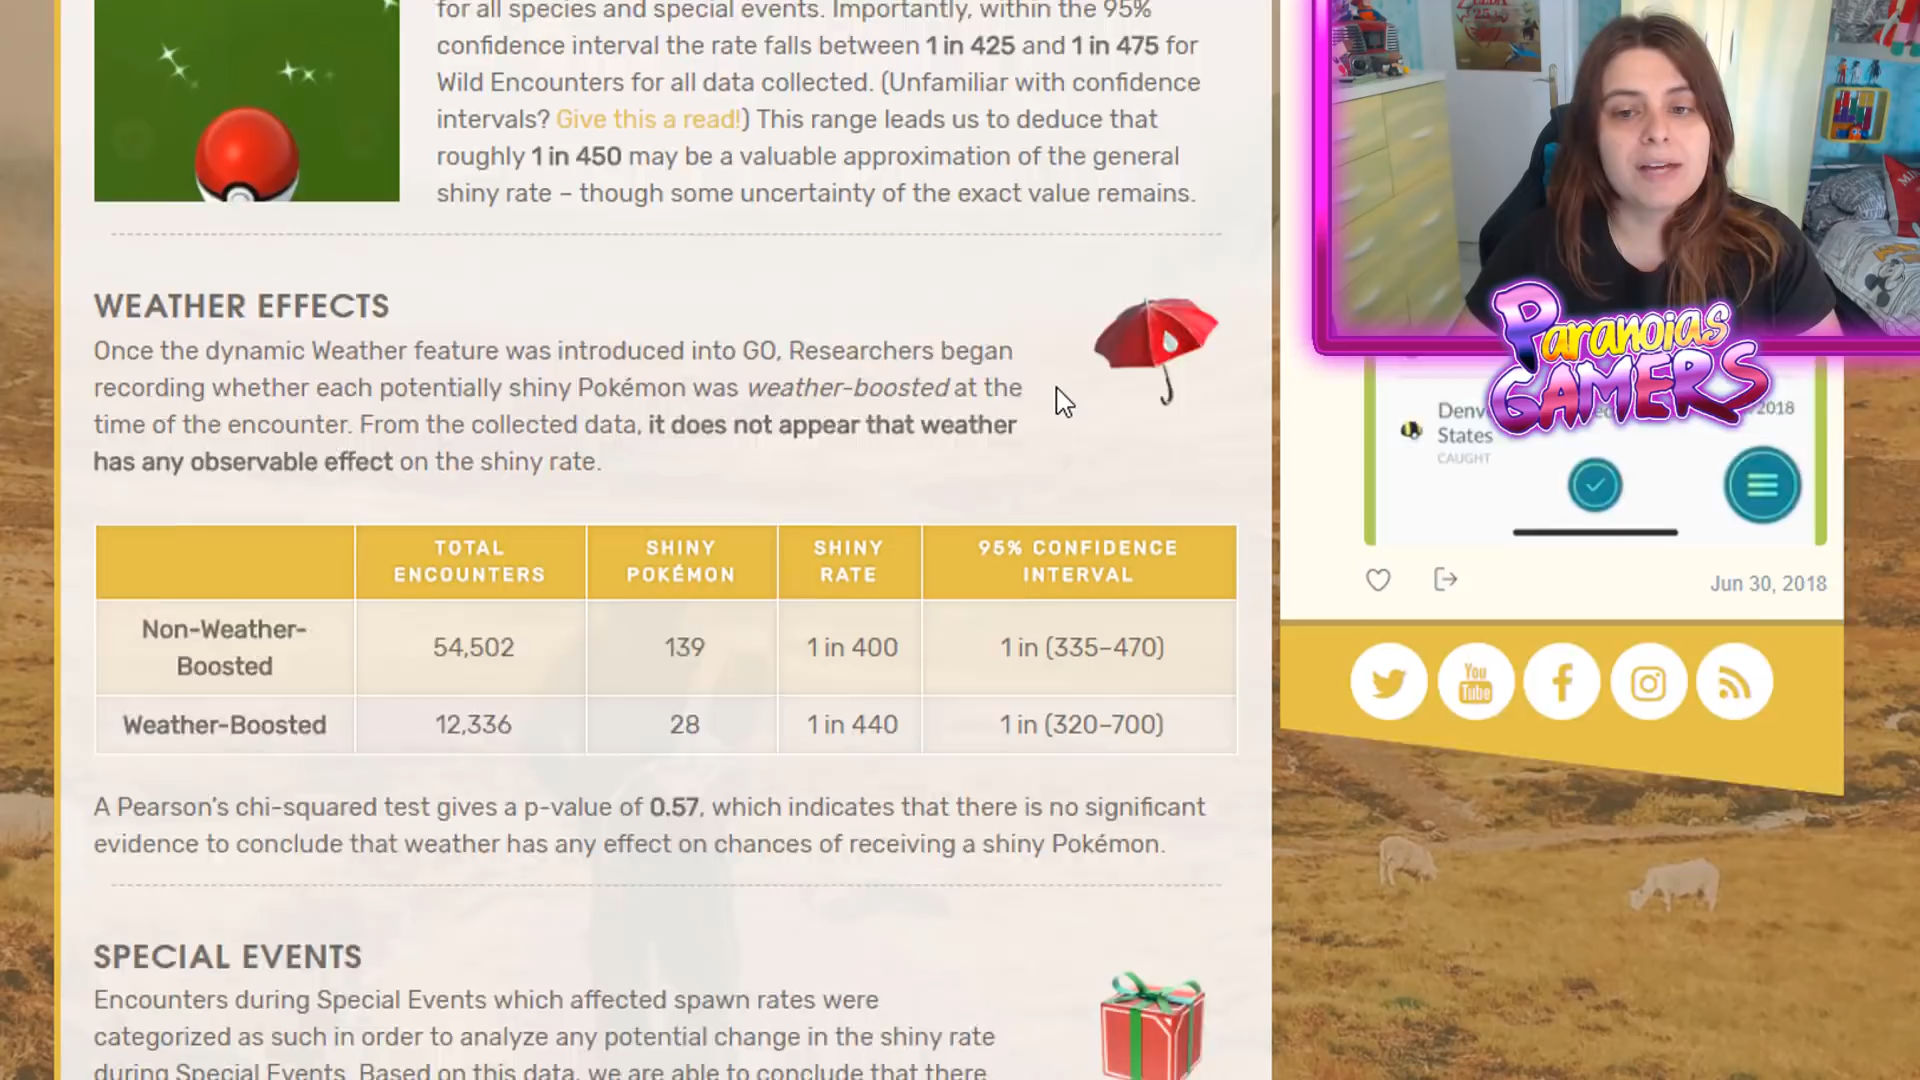 for all species and special events. Importantly, within the 95%
confidence interval the rate falls between 1 in 425 and 1 in 475 for
Wild Encounters for all data collected. (Unfamiliar with confidence
intervals? Give this a read!) This range leads us to deduce that
roughly 1 in 450 may be a valuable approximation of the general
shiny rate – though some uncertainty of the exact value remains.
WEATHER EFFECTS
Once the dynamic Weather feature was introduced into GO, Researchers began
recording whether each potentially shiny Pokémon was weather-boosted at the
time of the encounter. From the collected data, it does not appear that weather
has any observable effect on the shiny rate.
TOTAL ENCOUNTERS SHINY POKÉMON SHINY RATE 95% CONFIDENCE INTERVAL
Non-Weather-Boosted 54,502 139 1 in 400 1 in (335–470)
Weather-Boosted 12,336 28 1 in 440 1 in (320–700)
A Pearson's chi-squared test gives a p-value of 0.57, which indicates that there is no significant
evidence to conclude that weather has any effect on chances of receiving a shiny Pokémon.
SPECIAL EVENTS
Encounters during Special Events which affected spawn rates were
categorized as such in order to analyze any potential change in the shiny rate
during Special Events. Based on this data, we are able to conclude that there
Paranoias
GAMERS
2018
States
CAUGHT
Jun 30, 2018
You
Tube